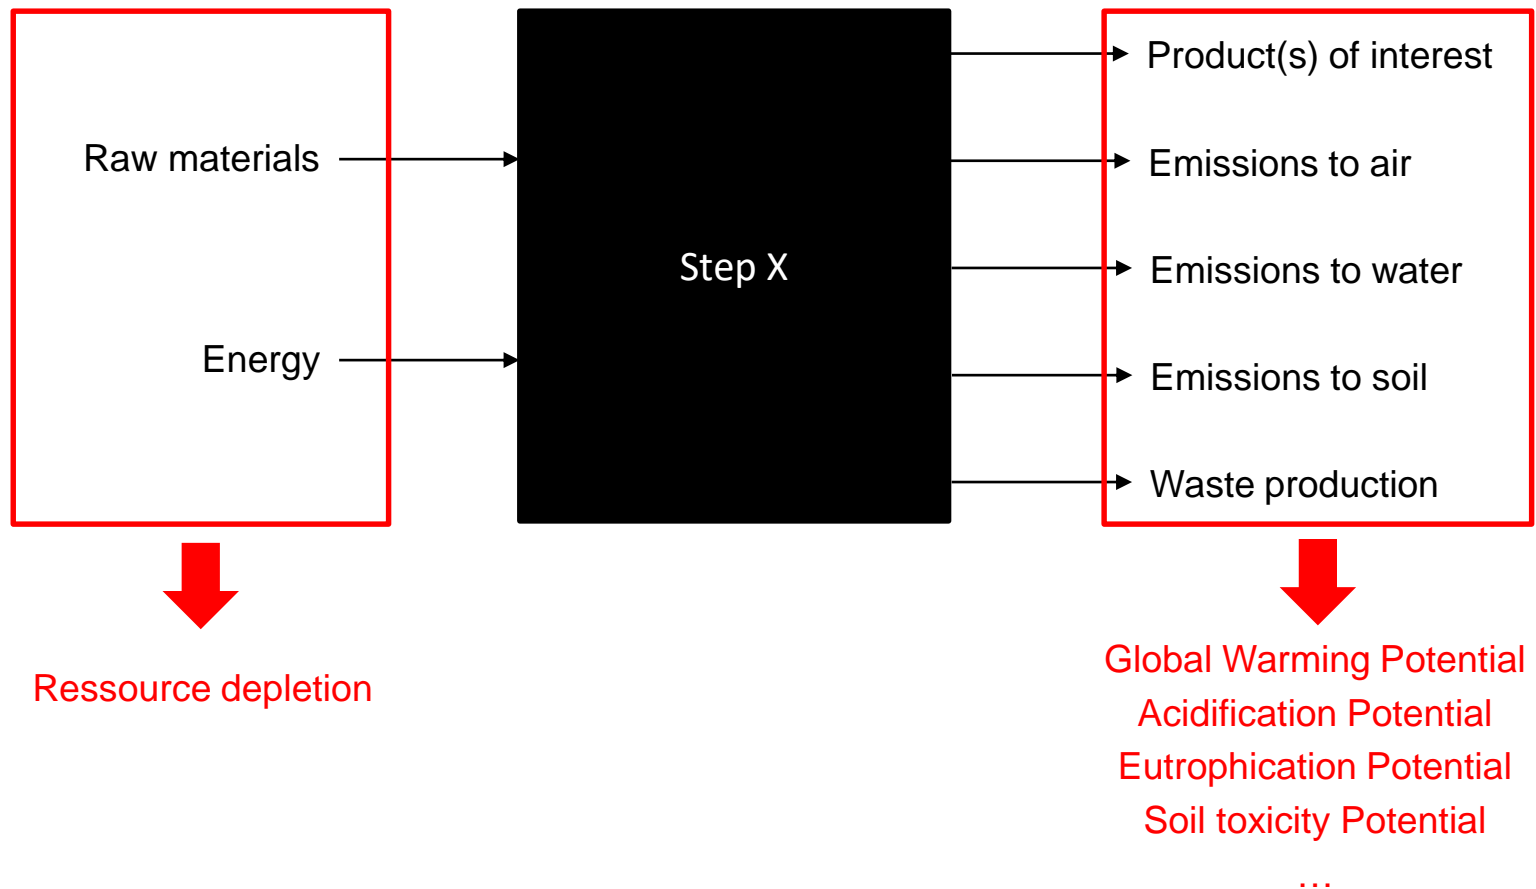 Raw materials
Energy
Step X
Product(s) of interest
Emissions to air
Emissions to water
Emissions to soil
Waste production
Ressource depletion
Global Warming Potential
Acidification Potential
Eutrophication Potential
Soil toxicity Potential
…